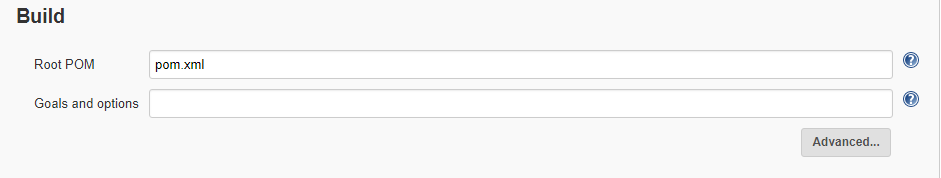 Build
Root POM pom.xml ?
Goals and options ?
Advanced...